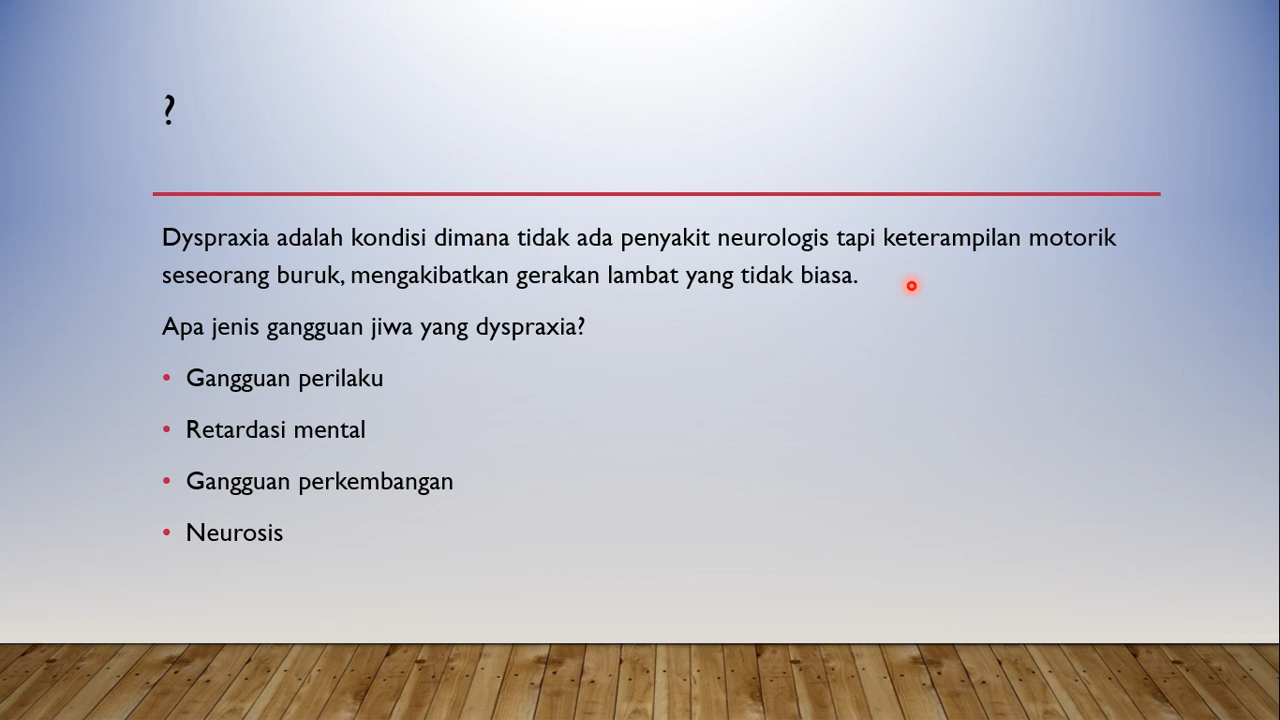 ?
Dyspraxia adalah kondisi dimana tidak ada penyakit neurologis tapi keterampilan motorik
seseorang buruk, mengakibatkan gerakan lambat yang tidak biasa.
Apa jenis gangguan jiwa yang dyspraxia?
• Gangguan perilaku
• Retardasi mental
• Gangguan perkembangan
• Neurosis